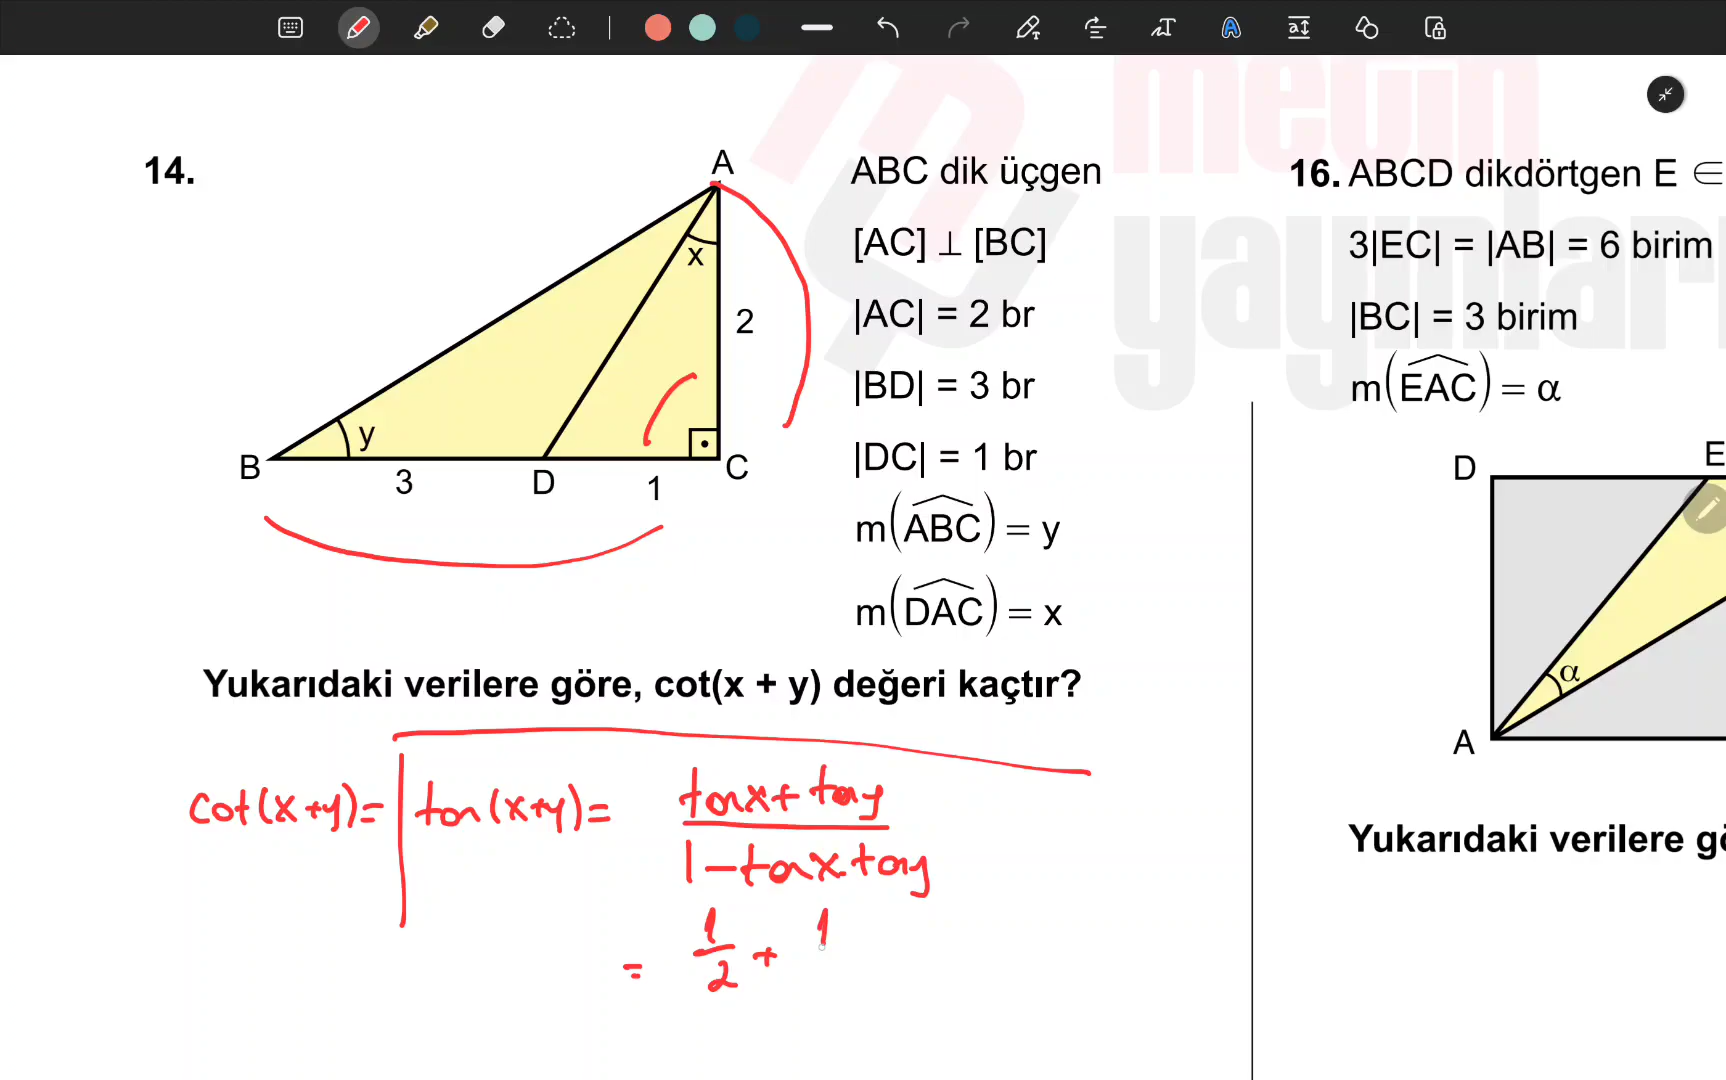 metin
yayınları
14.
A
x
2
y
B
3
D
1
C
ABC dik üçgen
[AC] ⊥ [BC]
|AC| = 2 br
|BD| = 3 br
|DC| = 1 br
m(ABC) = y
m(DAC) = x
Yukarıdaki verilere göre, cot(x + y) değeri kaçtır?
cot(x+y)= tan(x+y)= tanx+tany
1-tanx.tany
= 1/2 + 1
16. ABCD dikdörtgen E ∈
3|EC| = |AB| = 6 birim
|BC| = 3 birim
m(EAC) = α
D
E
α
A
Yukarıdaki verilere